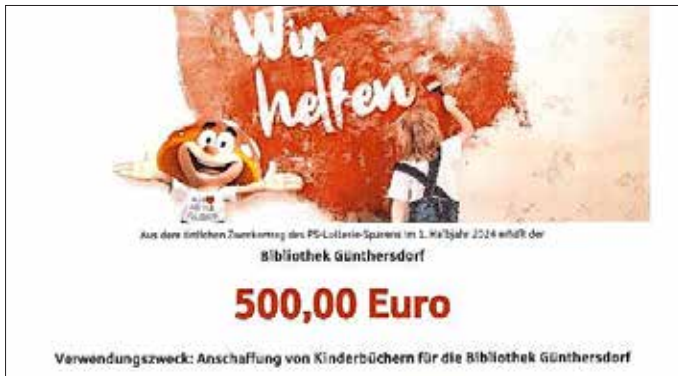 Wir
helfen
Aus dem örtlichen Zweckertrag des PS-Lotterie-Sparens im 1. Halbjahr 2024 erhält der
Bibliothek Günthersdorf
500,00 Euro
Verwendungszweck: Anschaffung von Kinderbüchern für die Bibliothek Günthersdorf